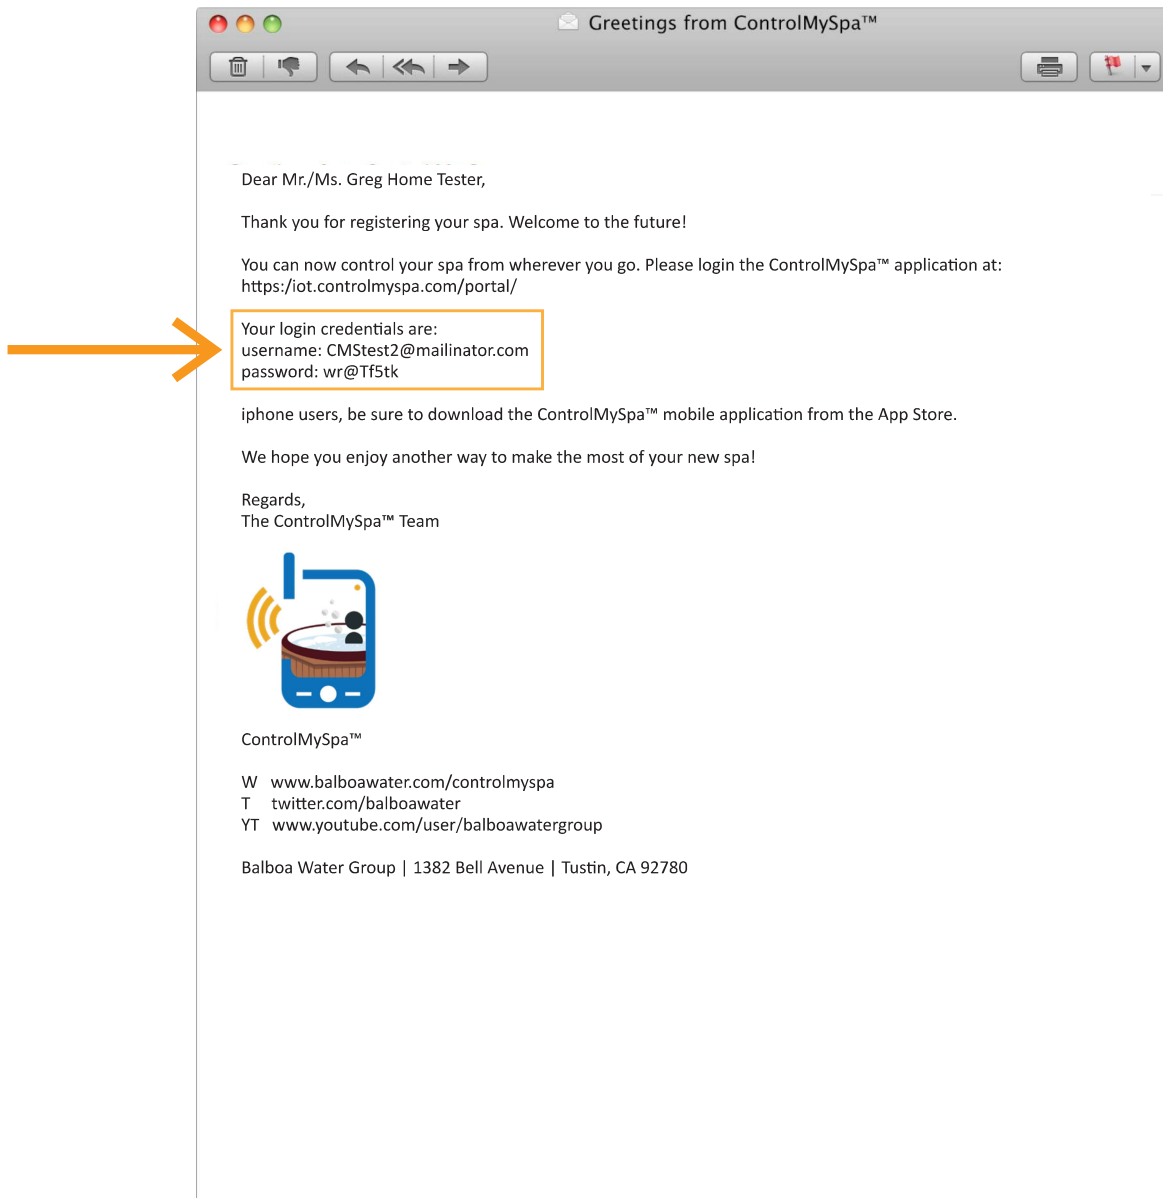 Greetings from ControlMySpa™
Dear Mr./Ms. Greg Home Tester,
Thank you for registering your spa. Welcome to the future!
You can now control your spa from wherever you go. Please login the ControlMySpa™ application at:
https:/iot.controlmyspa.com/portal/
Your login credentials are:
username: CMStest2@mailinator.com
password: wr@Tf5tk
iphone users, be sure to download the ControlMySpa™ mobile application from the App Store.
We hope you enjoy another way to make the most of your new spa!
Regards,
The ControlMySpa™ Team
ControlMySpa™
W www.balboawater.com/controlmyspa
T twitter.com/balboawater
YT www.youtube.com/user/balboawatergroup
Balboa Water Group | 1382 Bell Avenue | Tustin, CA 92780